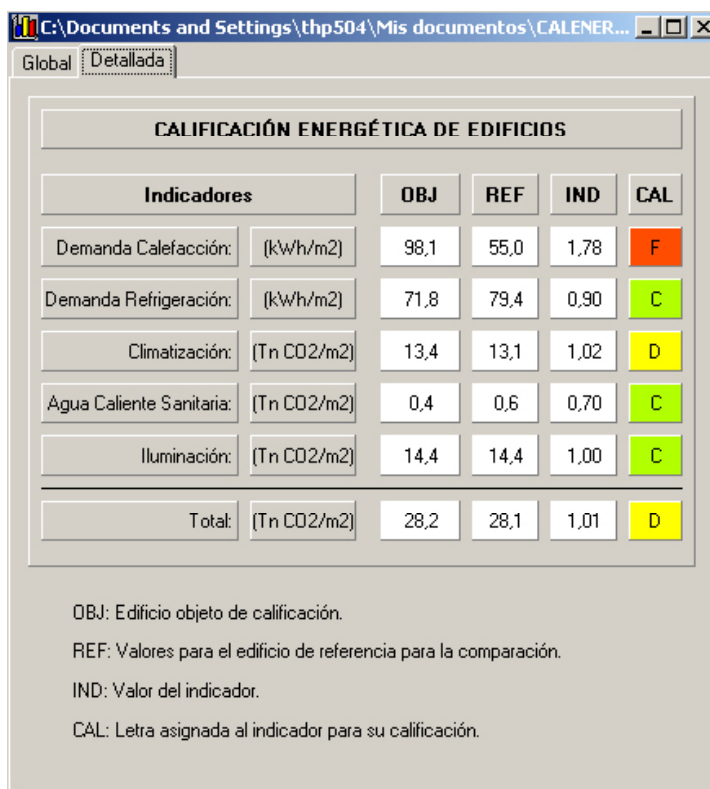 C:\Documents and Settings\thp504\Mis documentos\CALENER...
Global Detallada
CALIFICACIÓN ENERGÉTICA DE EDIFICIOS
Indicadores OBJ REF IND CAL
Demanda Calefacción: (kWh/m2) 98,1 55,0 1,78 F
Demanda Refrigeración: (kWh/m2) 71,8 79,4 0,90 C
Climatización: (Tn CO2/m2) 13,4 13,1 1,02 D
Agua Caliente Sanitaria: (Tn CO2/m2) 0,4 0,6 0,70 C
Iluminación: (Tn CO2/m2) 14,4 14,4 1,00 C
Total: (Tn CO2/m2) 28,2 28,1 1,01 D
OBJ: Edificio objeto de calificación.
REF: Valores para el edificio de referencia para la comparación.
IND: Valor del indicador.
CAL: Letra asignada al indicador para su calificación.